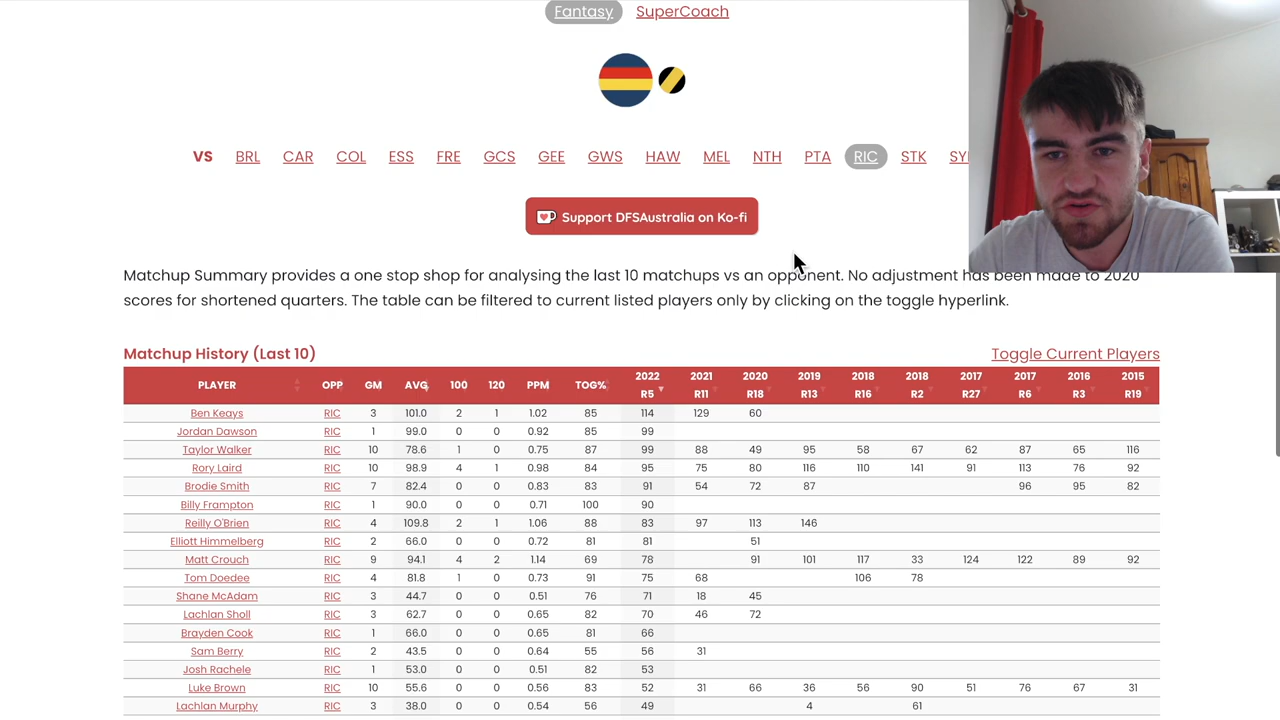 Fantasy SuperCoach
VS BRL CAR COL ESS FRE GCS GEE GWS HAW MEL NTH PTA RIC STK
Support DFSAustralia on Ko-fi
Matchup Summary provides a one stop shop for analysing the last 10 matchups vs an opponent. No adjustment has been made to 2020
scores for shortened quarters. The table can be filtered to current listed players only by clicking on the toggle hyperlink.
Matchup History (Last 10) Toggle Current Players
PLAYER OPP GM AVG 100 120 PPM TOG% 2022 R5 2021 R11 2020 R18 2019 R13 2018 R16 2018 R2 2017 R27 2017 R6 2016 R3 2015 R19
Ben Keays RIC 3 101.0 2 1 1.02 85 114 129 60
Jordan Dawson RIC 1 99.0 0 0 0.92 85 99
Taylor Walker RIC 10 78.6 1 0 0.75 87 99 88 49 95 58 67 62 87 65 116
Rory Laird RIC 10 98.9 4 1 0.98 84 95 75 80 116 110 141 91 113 76 92
Brodie Smith RIC 7 82.4 0 0 0.83 83 91 54 72 87 96 95 82
Billy Frampton RIC 1 90.0 0 0 0.71 100 90
Reilly O'Brien RIC 4 109.8 2 1 1.06 88 83 97 113 146
Elliott Himmelberg RIC 2 66.0 0 0 0.72 81 81 51
Matt Crouch RIC 9 94.1 4 2 1.14 69 78 91 101 117 33 124 122 89 92
Tom Doedee RIC 4 81.8 1 0 0.73 91 75 68 106 78
Shane McAdam RIC 3 44.7 0 0 0.51 76 71 18 45
Lachlan Sholl RIC 3 62.7 0 0 0.65 82 70 46 72
Brayden Cook RIC 1 66.0 0 0 0.65 81 66
Sam Berry RIC 2 43.5 0 0 0.64 55 56 31
Josh Rachele RIC 1 53.0 0 0 0.51 82 53
Luke Brown RIC 10 55.6 0 0 0.56 83 52 31 66 36 56 90 51 76 67 31
Lachlan Murphy RIC 3 38.0 0 0 0.54 56 49 4 61